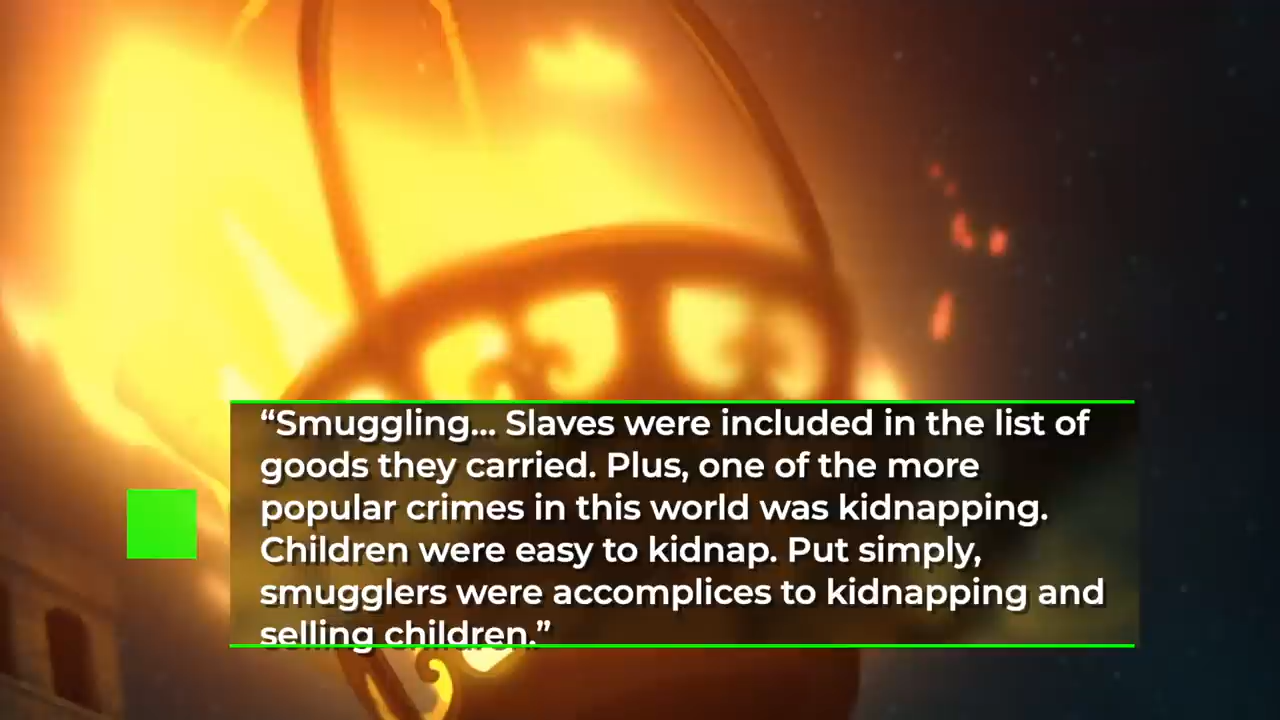 “Smuggling... Slaves were included in the list of
goods they carried. Plus, one of the more
popular crimes in this world was kidnapping.
Children were easy to kidnap. Put simply,
smugglers were accomplices to kidnapping and
selling children.”